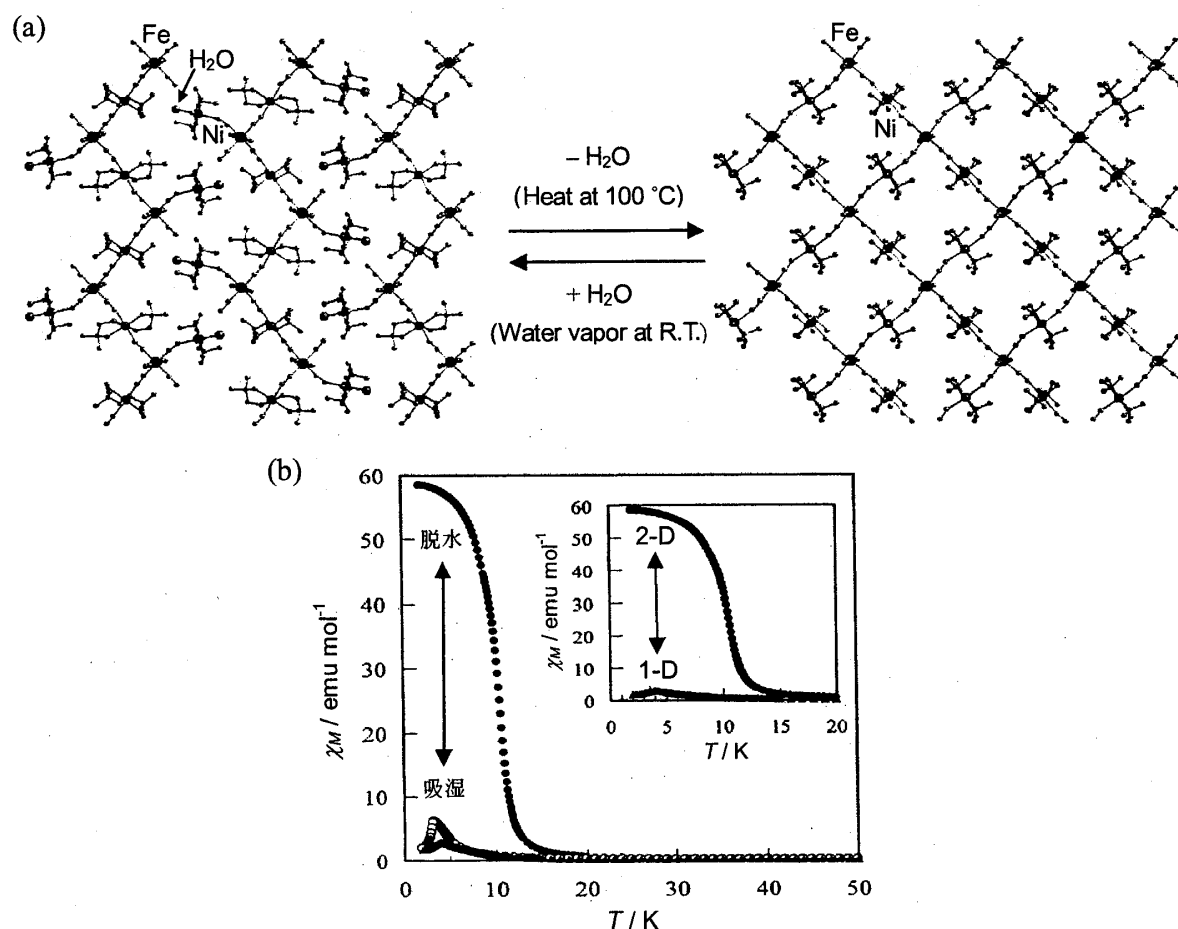 (a)
Fe
H₂O
Ni
– H₂O
(Heat at 100 °C)
+ H₂O
(Water vapor at R.T.)
Fe
Ni
(b)
χM / emu mol⁻¹
60
50
40
30
20
10
0
脱水
吸湿
0
10
20
30
40
50
T / K
χM / emu mol⁻¹
60
50
40
30
20
10
0
2-D
1-D
0
5
10
15
20
T / K